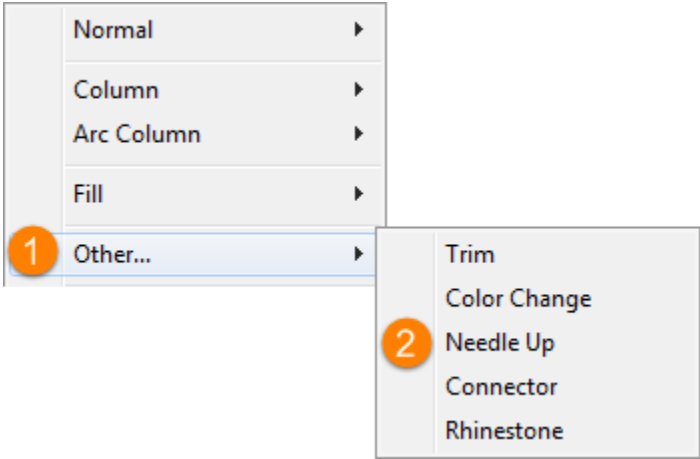 Normal
Column
Arc Column
Fill
1 Other...
Trim
Color Change
2 Needle Up
Connector
Rhinestone